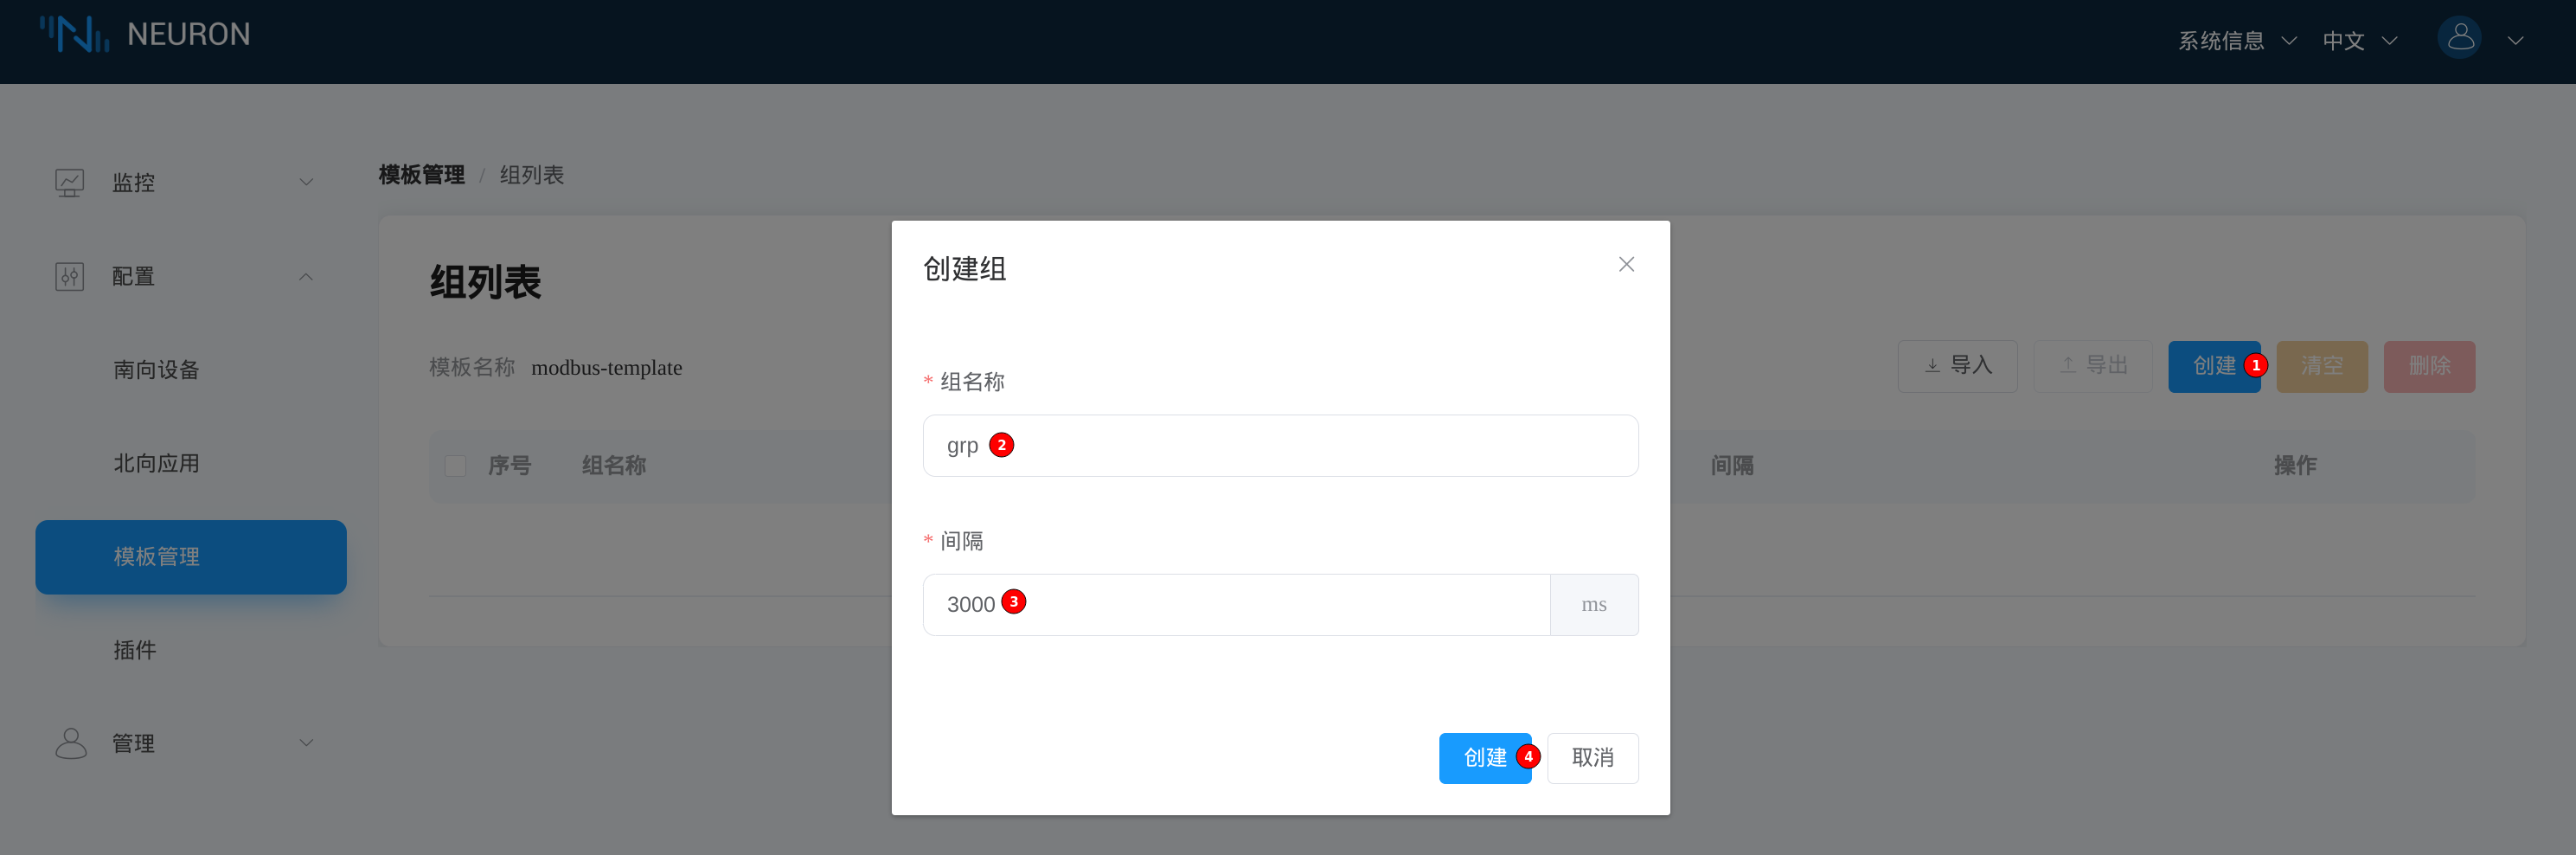 NEURON
系统信息
中文
监控
配置
南向设备
北向应用
模板管理
插件
管理
模板管理 / 组列表
组列表
模板名称 modbus-template
导入
导出
创建 1
清空
删除
序号 组名称 间隔 操作
创建组
* 组名称
grp 2
* 间隔
3000 3 ms
创建 4 取消